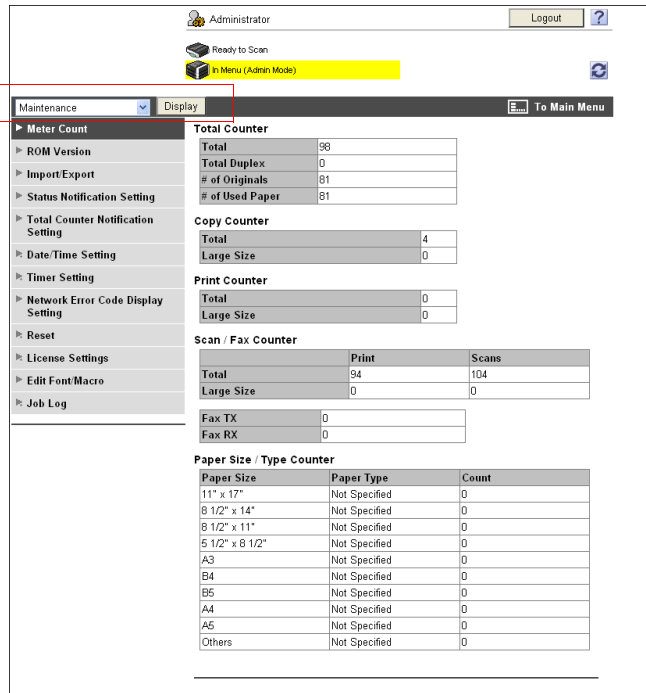 Administrator Logout ?
Ready to Scan
In Menu (Admin Mode)
Maintenance Display To Main Menu
Meter Count
ROM Version
Import/Export
Status Notification Setting
Total Counter Notification
Setting
Date/Time Setting
Timer Setting
Network Error Code Display
Setting
Reset
License Settings
Edit Font/Macro
Job Log
Total Counter
Total 98
Total Duplex 0
# of Originals 81
# of Used Paper 81
Copy Counter
Total 4
Large Size 0
Print Counter
Total 0
Large Size 0
Scan / Fax Counter
Print Scans
Total 94 104
Large Size 0 0
Fax TX 0
Fax RX 0
Paper Size / Type Counter
Paper Size Paper Type Count
11" x 17" Not Specified 0
8 1/2" x 14" Not Specified 0
8 1/2" x 11" Not Specified 0
5 1/2" x 8 1/2" Not Specified 0
A3 Not Specified 0
B4 Not Specified 0
B5 Not Specified 0
A4 Not Specified 0
A5 Not Specified 0
Others Not Specified 0